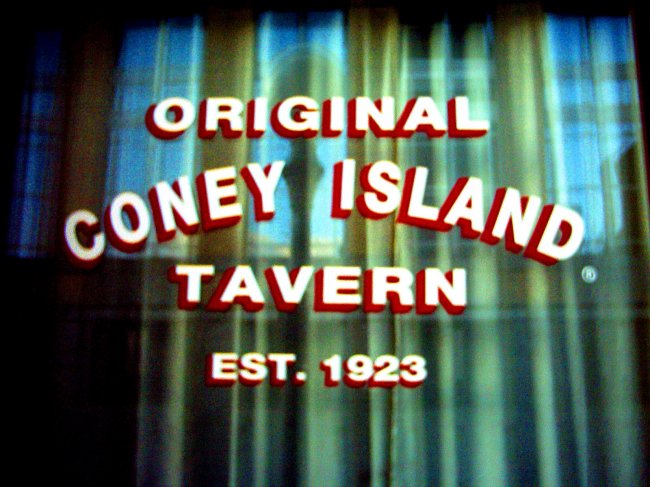 ORIGINAL
CONEY ISLAND
TAVERN
®
EST. 1923